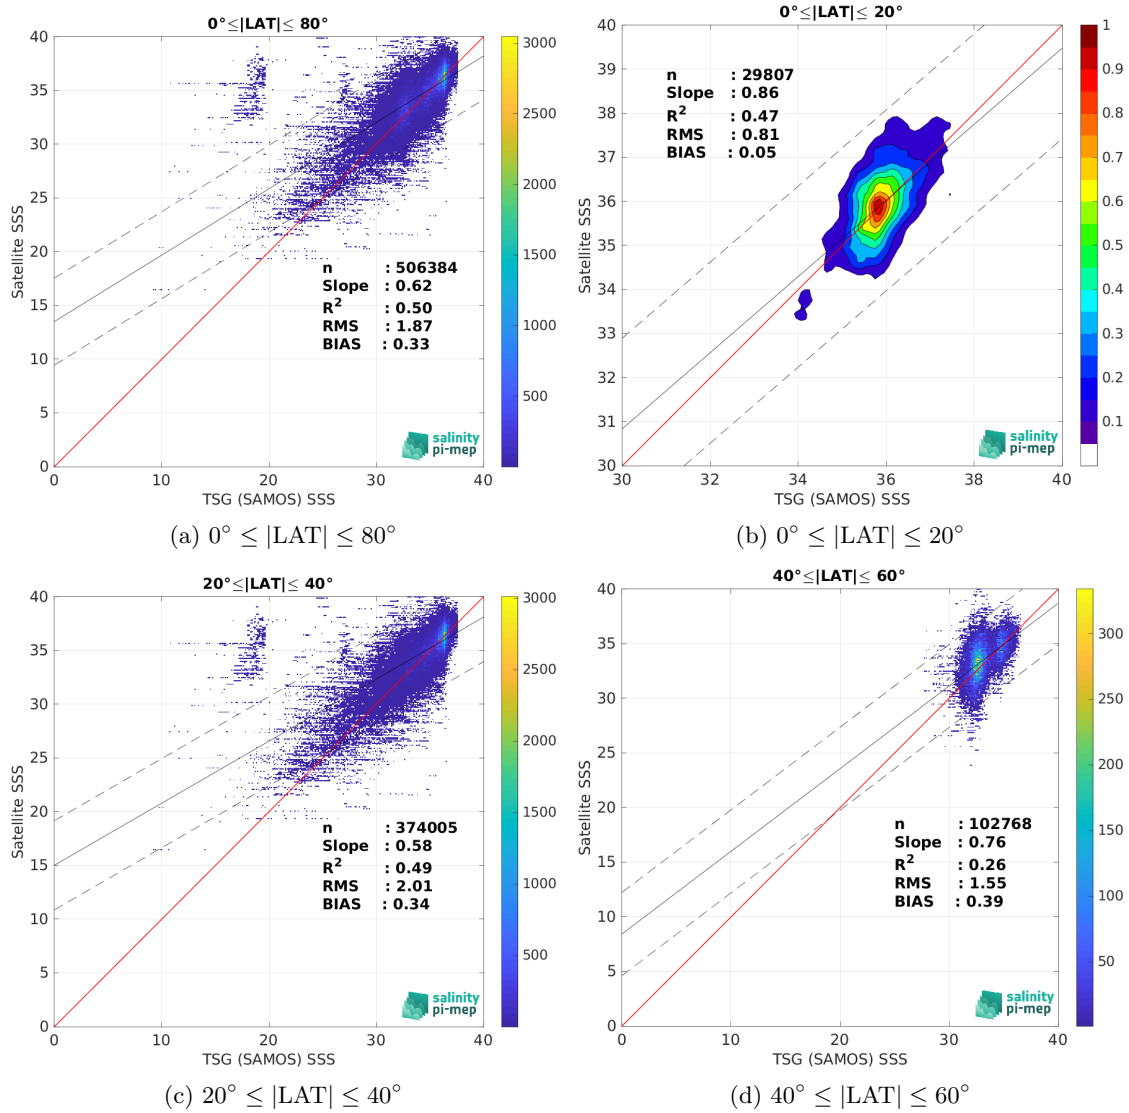 0°≤|LAT|≤ 80°
40
35
30
25
20
15
10
5
0
0
10
20
30
40
Satellite SSS
TSG (SAMOS) SSS
n : 506384
Slope : 0.62
R² : 0.50
RMS : 1.87
BIAS : 0.33
salinity
pi-mep
3000
2500
2000
1500
1000
500
(a) 0° ≤ |LAT| ≤ 80°
0°≤|LAT|≤ 20°
40
39
38
37
36
35
34
33
32
31
30
30
32
34
36
38
40
Satellite SSS
TSG (SAMOS) SSS
n : 29807
Slope : 0.86
R² : 0.47
RMS : 0.81
BIAS : 0.05
salinity
pi-mep
1
0.9
0.8
0.7
0.6
0.5
0.4
0.3
0.2
0.1
(b) 0° ≤ |LAT| ≤ 20°
20°≤|LAT|≤ 40°
40
35
30
25
20
15
10
5
0
0
10
20
30
40
Satellite SSS
TSG (SAMOS) SSS
n : 374005
Slope : 0.58
R² : 0.49
RMS : 2.01
BIAS : 0.34
salinity
pi-mep
3000
2500
2000
1500
1000
500
(c) 20° ≤ |LAT| ≤ 40°
40°≤|LAT|≤ 60°
40
35
30
25
20
15
10
5
0
0
10
20
30
40
Satellite SSS
TSG (SAMOS) SSS
n : 102768
Slope : 0.76
R² : 0.26
RMS : 1.55
BIAS : 0.39
salinity
pi-mep
300
250
200
150
100
50
(d) 40° ≤ |LAT| ≤ 60°